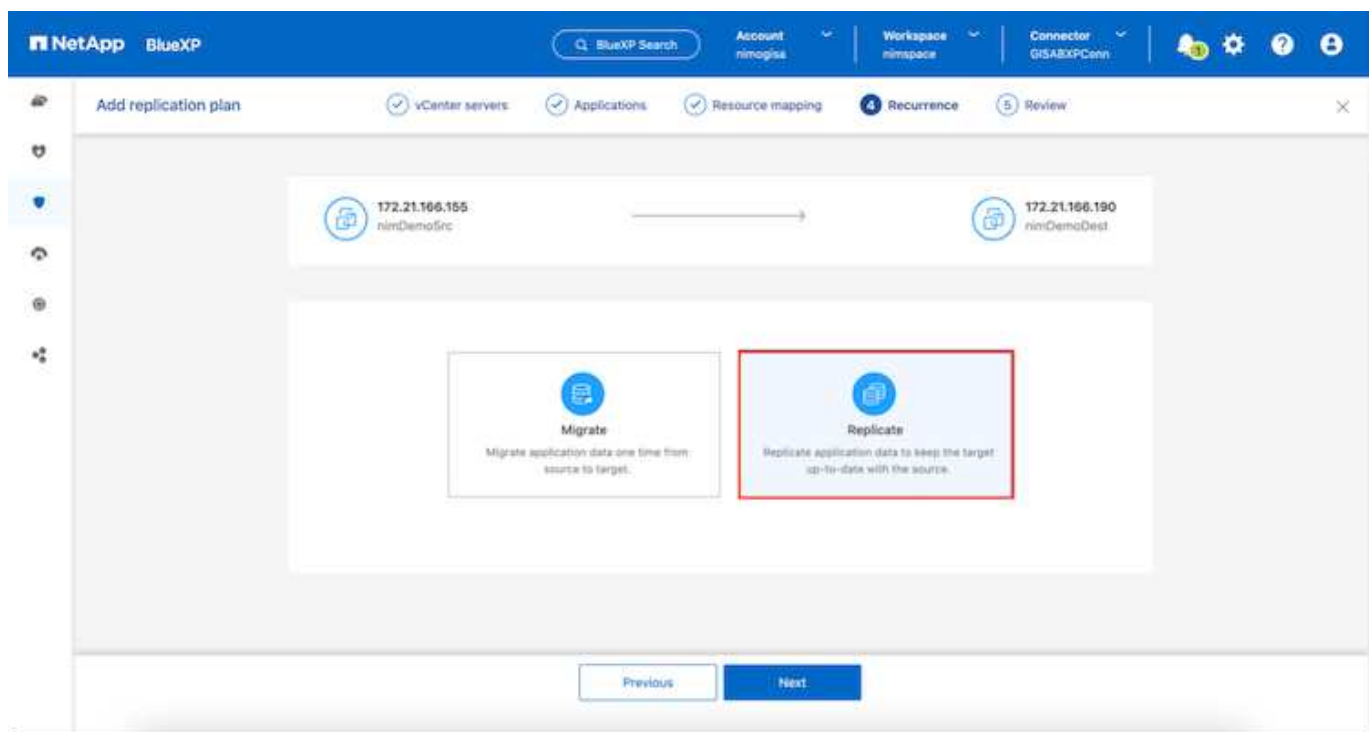 NetApp BlueXP
BlueXP Search
Account
nimogisa
Workspace
nimspace
Connector
GISABXPConn
1
Add replication plan
vCenter servers
Applications
Resource mapping
4 Recurrence
5 Review
172.21.166.155
nimDemoSrc
172.21.166.190
nimDemoDest
Migrate
Migrate application data one time from
source to target.
Replicate
Replicate application data to keep the target
up-to-date with the source.
Previous
Next